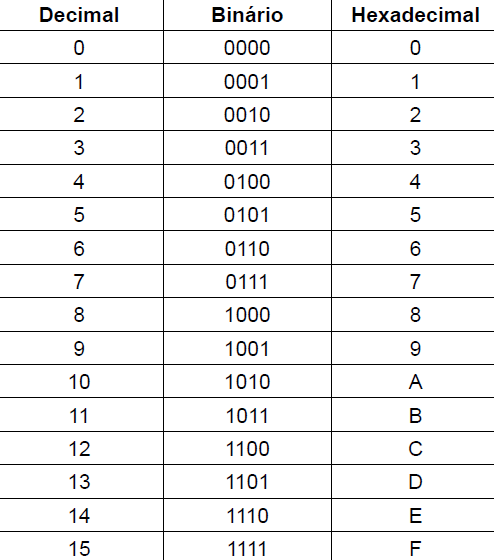 Decimal Binário Hexadecimal
0 0000 0
1 0001 1
2 0010 2
3 0011 3
4 0100 4
5 0101 5
6 0110 6
7 0111 7
8 1000 8
9 1001 9
10 1010 A
11 1011 B
12 1100 C
13 1101 D
14 1110 E
15 1111 F